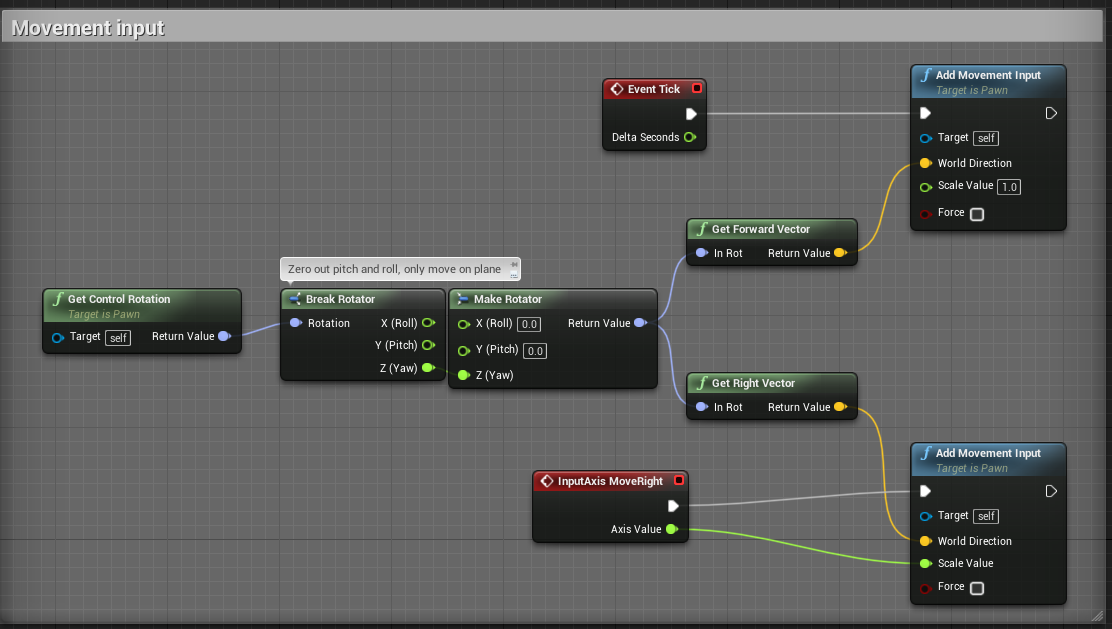 Movement input
Event Tick
Delta Seconds
Add Movement Input
Target is Pawn
Target self
World Direction
Scale Value 1.0
Force
Get Forward Vector
In Rot Return Value
Zero out pitch and roll, only move on plane
Get Control Rotation
Target is Pawn
Target self Return Value
Break Rotator
Rotation X (Roll)
Y (Pitch)
Z (Yaw)
Make Rotator
X (Roll) 0.0 Return Value
Y (Pitch) 0.0
Z (Yaw)
Get Right Vector
In Rot Return Value
InputAxis MoveRight
Axis Value
Add Movement Input
Target is Pawn
Target self
World Direction
Scale Value
Force